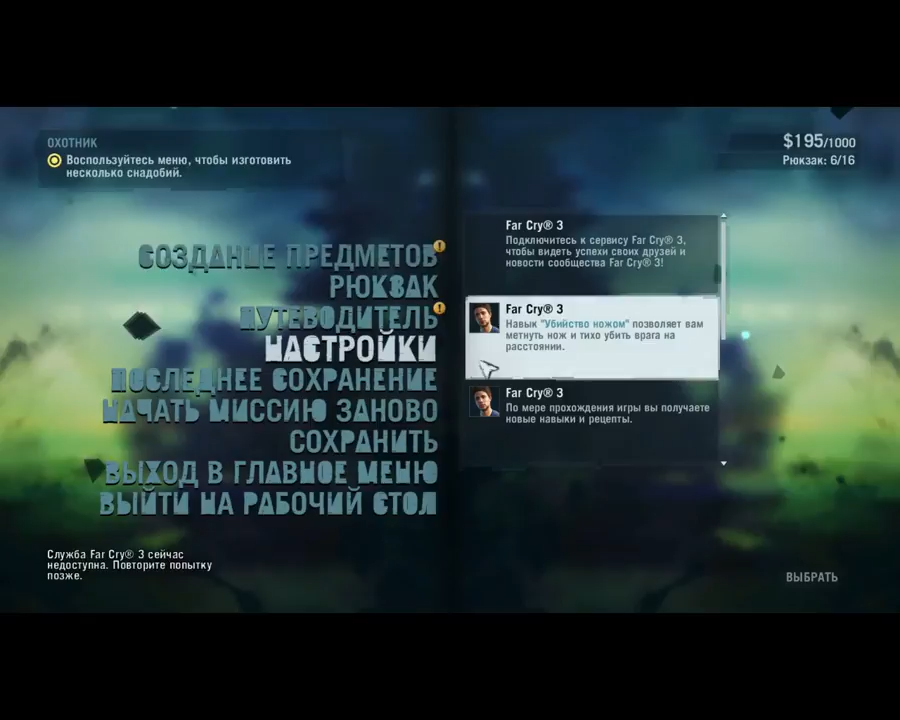 ОХОТНИК
Воспользуйтесь меню, чтобы изготовить
несколько снадобий.
$195/1000
Рюкзак: 6/16
СОЗДАНИЕ ПРЕДМЕТОВ
РЮКЗАК
ПУТЕВОДИТЕЛЬ
НАСТРОЙКИ
ПОСЛЕДНЕЕ СОХРАНЕНИЕ
НАЧАТЬ МИССИЮ ЗАНОВО
СОХРАНИТЬ
ВЫХОД В ГЛАВНОЕ МЕНЮ
ВЫЙТИ НА РАБОЧИЙ СТОЛ
Far Cry® 3
Подключитесь к сервису Far Cry® 3,
чтобы видеть успехи своих друзей и
новости сообщества Far Cry® 3!
Far Cry® 3
Навык "Убийство ножом" позволяет вам
метнуть нож и тихо убить врага на
расстоянии.
Far Cry® 3
По мере прохождения игры вы получаете
новые навыки и рецепты.
Служба Far Cry® 3 сейчас
недоступна. Повторите попытку
позже.
ВЫБРАТЬ